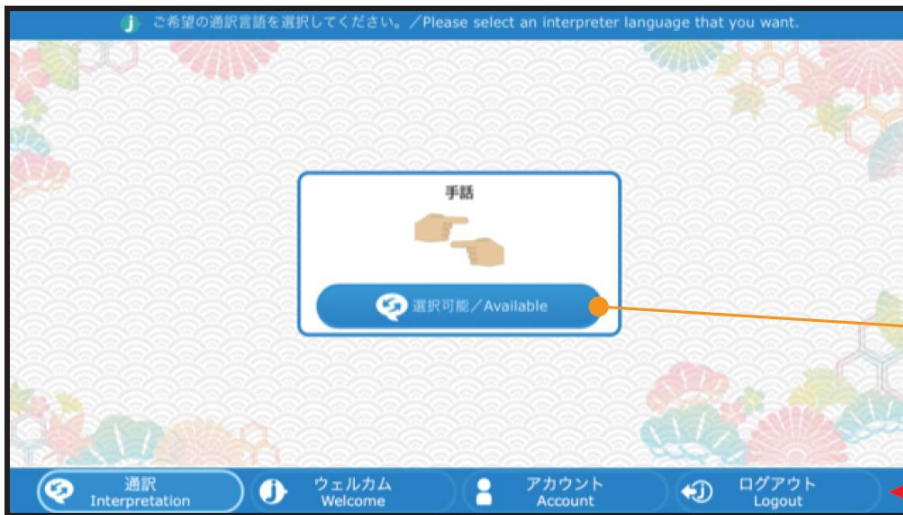 ご希望の通訳言語を選択してください。／Please select an interpreter language that you want.
手話
選択可能／Available
通訳
Interpretation
ウェルカム
Welcome
アカウント
Account
ログアウト
Logout